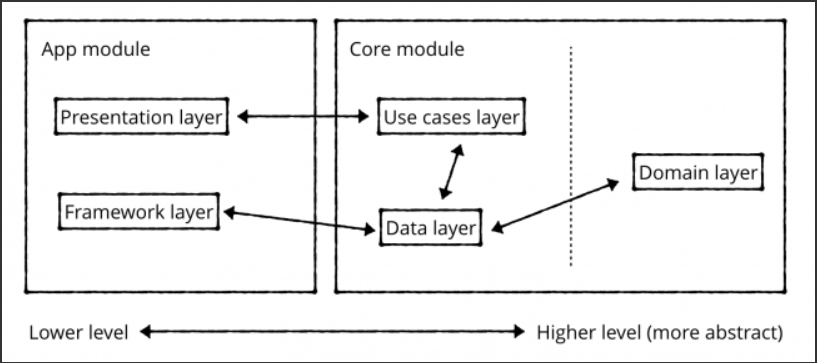 App module
Core module
Presentation layer
Use cases layer
Domain layer
Framework layer
Data layer
Lower level
Higher level (more abstract)